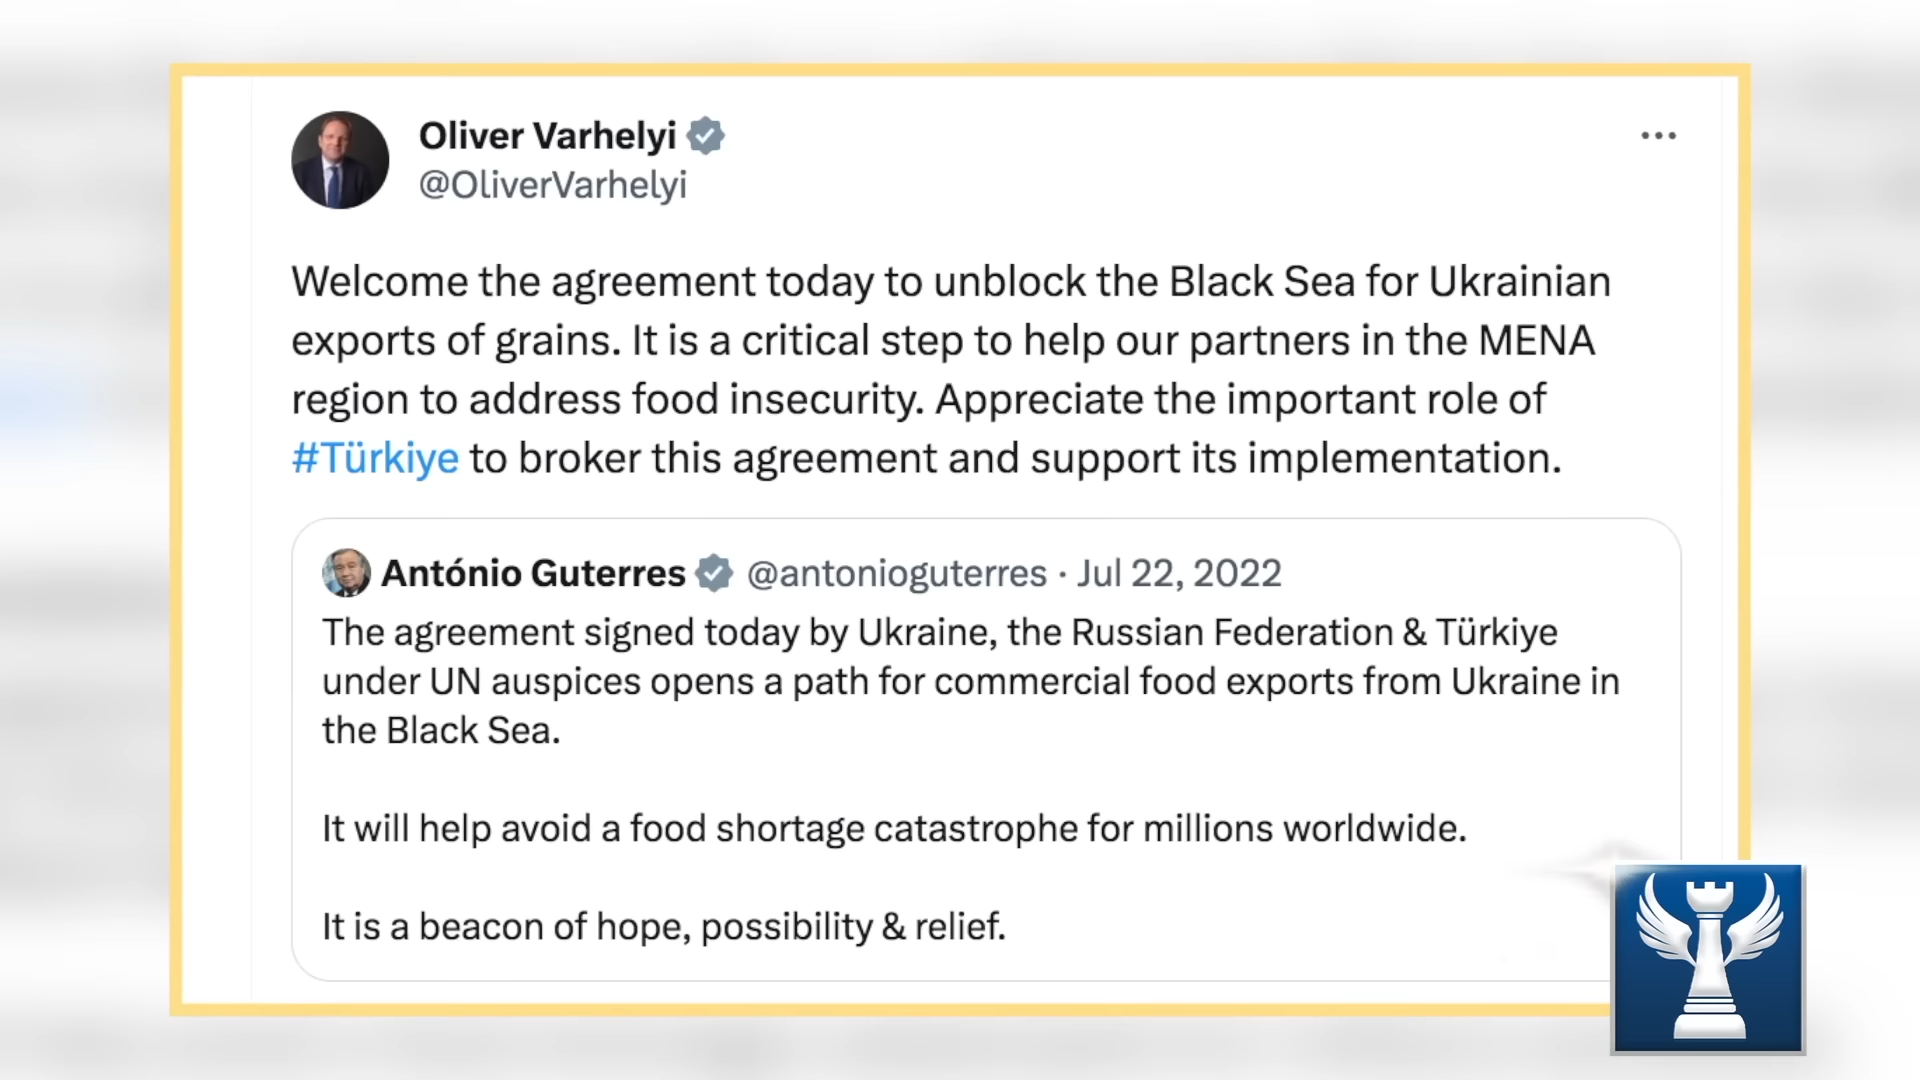 Oliver Varhelyi
@OliverVarhelyi
Welcome the agreement today to unblock the Black Sea for Ukrainian
exports of grains. It is a critical step to help our partners in the MENA
region to address food insecurity. Appreciate the important role of
#Türkiye to broker this agreement and support its implementation.
António Guterres @antonioguterres · Jul 22, 2022
The agreement signed today by Ukraine, the Russian Federation & Türkiye
under UN auspices opens a path for commercial food exports from Ukraine in
the Black Sea.
It will help avoid a food shortage catastrophe for millions worldwide.
It is a beacon of hope, possibility & relief.